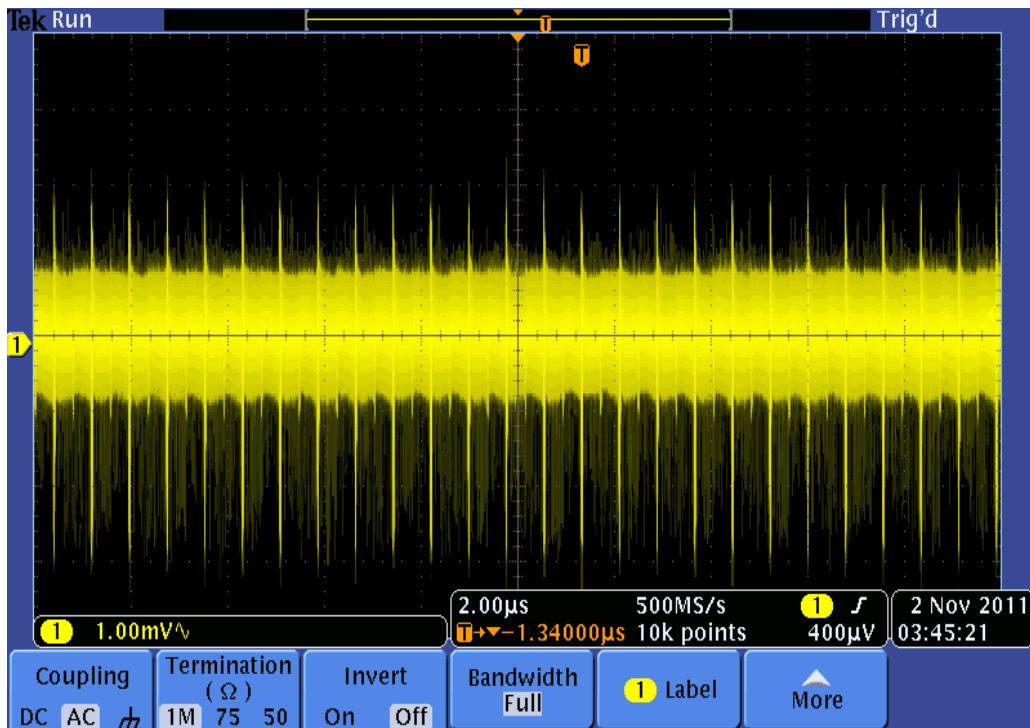 Tek Run Trig'd
T
T
1
2.00µs 500MS/s 1
1 1.00mV T→▼−1.34000µs 10k points 400µV
2 Nov 2011
03:45:21
Coupling
DC AC
Termination
(Ω)
1M 75 50
Invert
On Off
Bandwidth
Full
1 Label
More